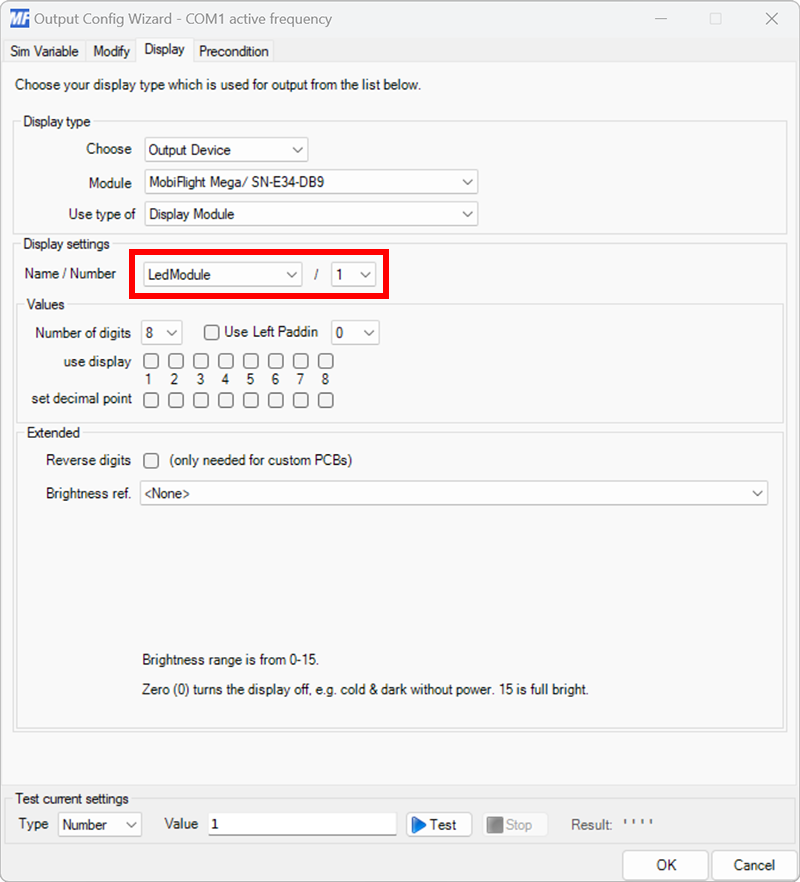 MF Output Config Wizard - COM1 active frequency
Sim Variable Modify Display Precondition
Choose your display type which is used for output from the list below.
Display type
Choose Output Device
Module MobiFlight Mega/ SN-E34-DB9
Use type of Display Module
Display settings
Name / Number LedModule / 1
Values
Number of digits 8 Use Left Paddin 0
use display
1 2 3 4 5 6 7 8
set decimal point
Extended
Reverse digits (only needed for custom PCBs)
Brightness ref. <None>
Brightness range is from 0-15.
Zero (0) turns the display off, e.g. cold & dark without power. 15 is full bright.
Test current settings
Type Number Value 1 Test Stop Result: ' ' ' '
OK Cancel